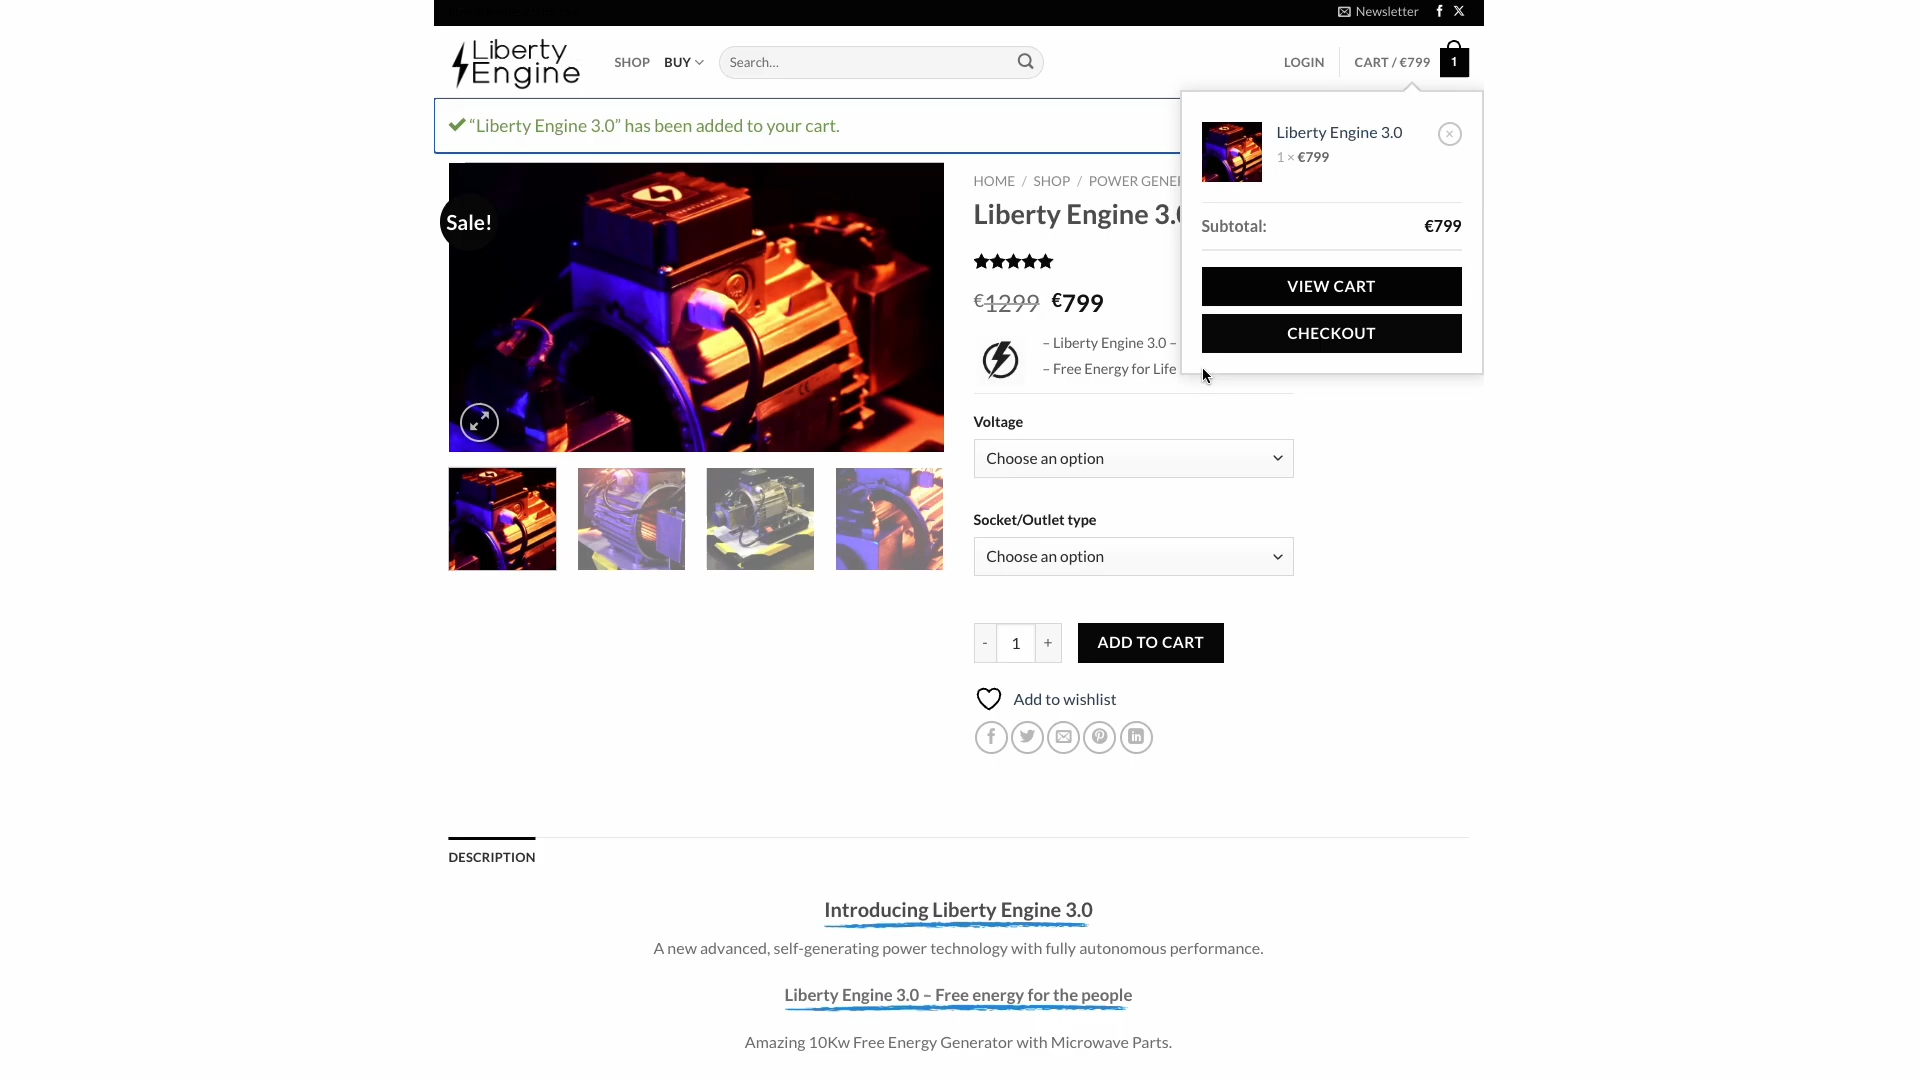 Newsletter
Liberty
Engine
SHOP
BUY
Search...
LOGIN
CART / €799
1
“Liberty Engine 3.0” has been added to your cart.
Liberty Engine 3.0
1 × €799
Subtotal:
€799
VIEW CART
CHECKOUT
Sale!
HOME / SHOP / POWER GENE
Liberty Engine 3.
€1299 €799
– Liberty Engine 3.0 –
– Free Energy for Life
Voltage
Choose an option
Socket/Outlet type
Choose an option
- 1 +
ADD TO CART
Add to wishlist
DESCRIPTION
Introducing Liberty Engine 3.0
A new advanced, self-generating power technology with fully autonomous performance.
Liberty Engine 3.0 – Free energy for the people
Amazing 10Kw Free Energy Generator with Microwave Parts.